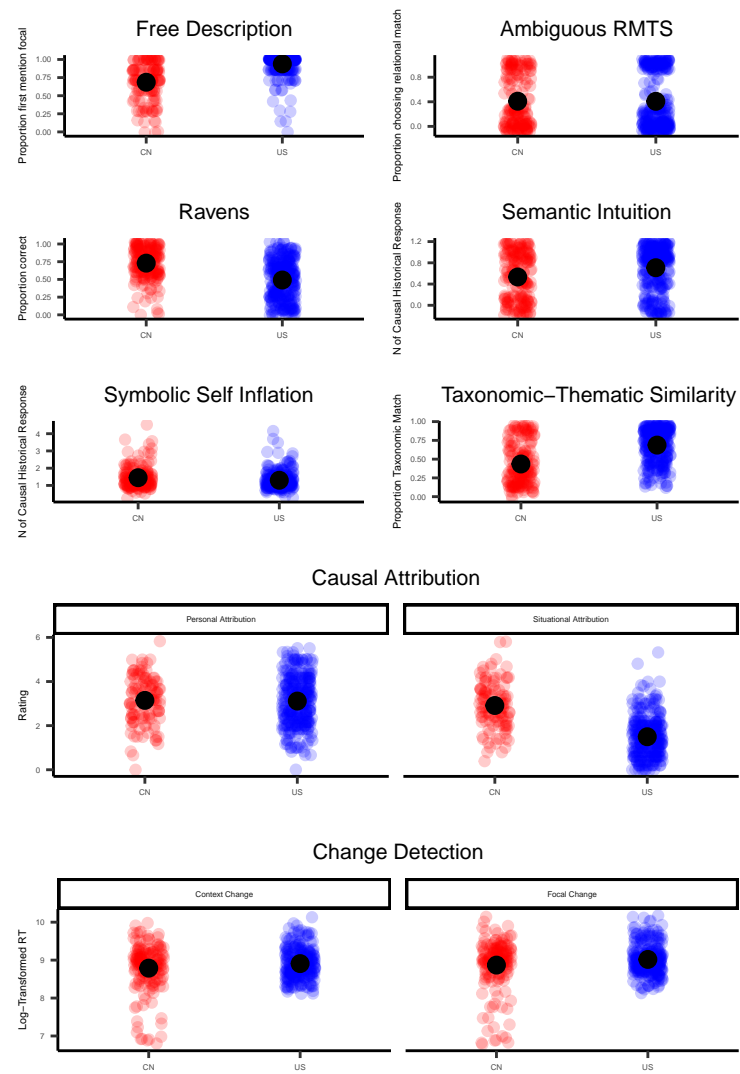 Free Description
Proportion first mention focal
1.00
0.75
0.50
0.25
0.00
CN US
Ambiguous RMTS
Proportion choosing relational match
0.8
0.4
0.0
CN US
Ravens
Proportion correct
1.00
0.75
0.50
0.25
0.00
CN US
Semantic Intuition
N of Causal Historical Response
1.2
0.8
0.4
0.0
CN US
Symbolic Self Inflation
N of Causal Historical Response
4
3
2
1
CN US
Taxonomic−Thematic Similarity
Proportion Taxonomic Match
1.00
0.75
0.50
0.25
0.00
CN US
Causal Attribution
Personal Attribution Situational Attribution
Rating
6
4
2
0
CN US CN US
Change Detection
Context Change Focal Change
Log−Transformed RT
10
9
8
7
CN US CN US